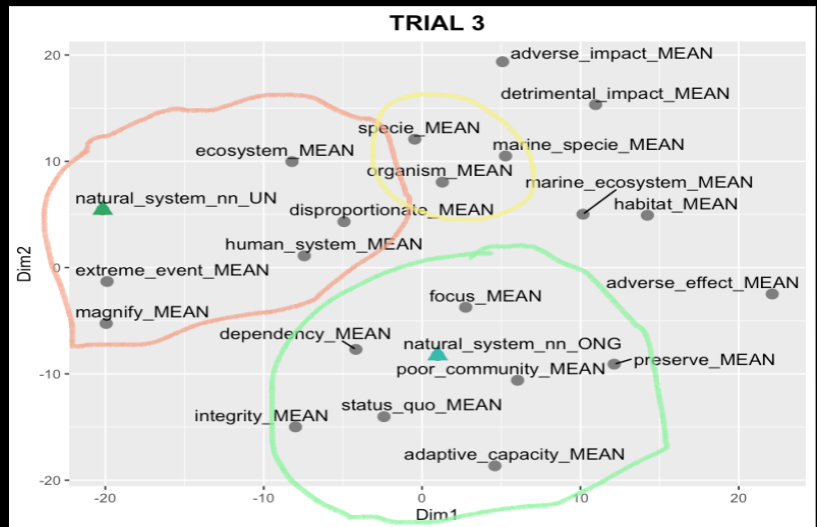 TRIAL 3
20
adverse_impact_MEAN
detrimental_impact_MEAN
specie_MEAN
marine_specie_MEAN
ecosystem_MEAN
10
organism_MEAN
marine_ecosystem_MEAN
natural_system_nn_UN
habitat_MEAN
disproportionate_MEAN
human_system_MEAN
Dim2
0
extreme_event_MEAN
adverse_effect_MEAN
focus_MEAN
magnify_MEAN
dependency_MEAN
natural_system_nn_ONG
preserve_MEAN
poor_community_MEAN
-10
status_quo_MEAN
integrity_MEAN
adaptive_capacity_MEAN
-20
-20 -10 0 10 20
Dim1